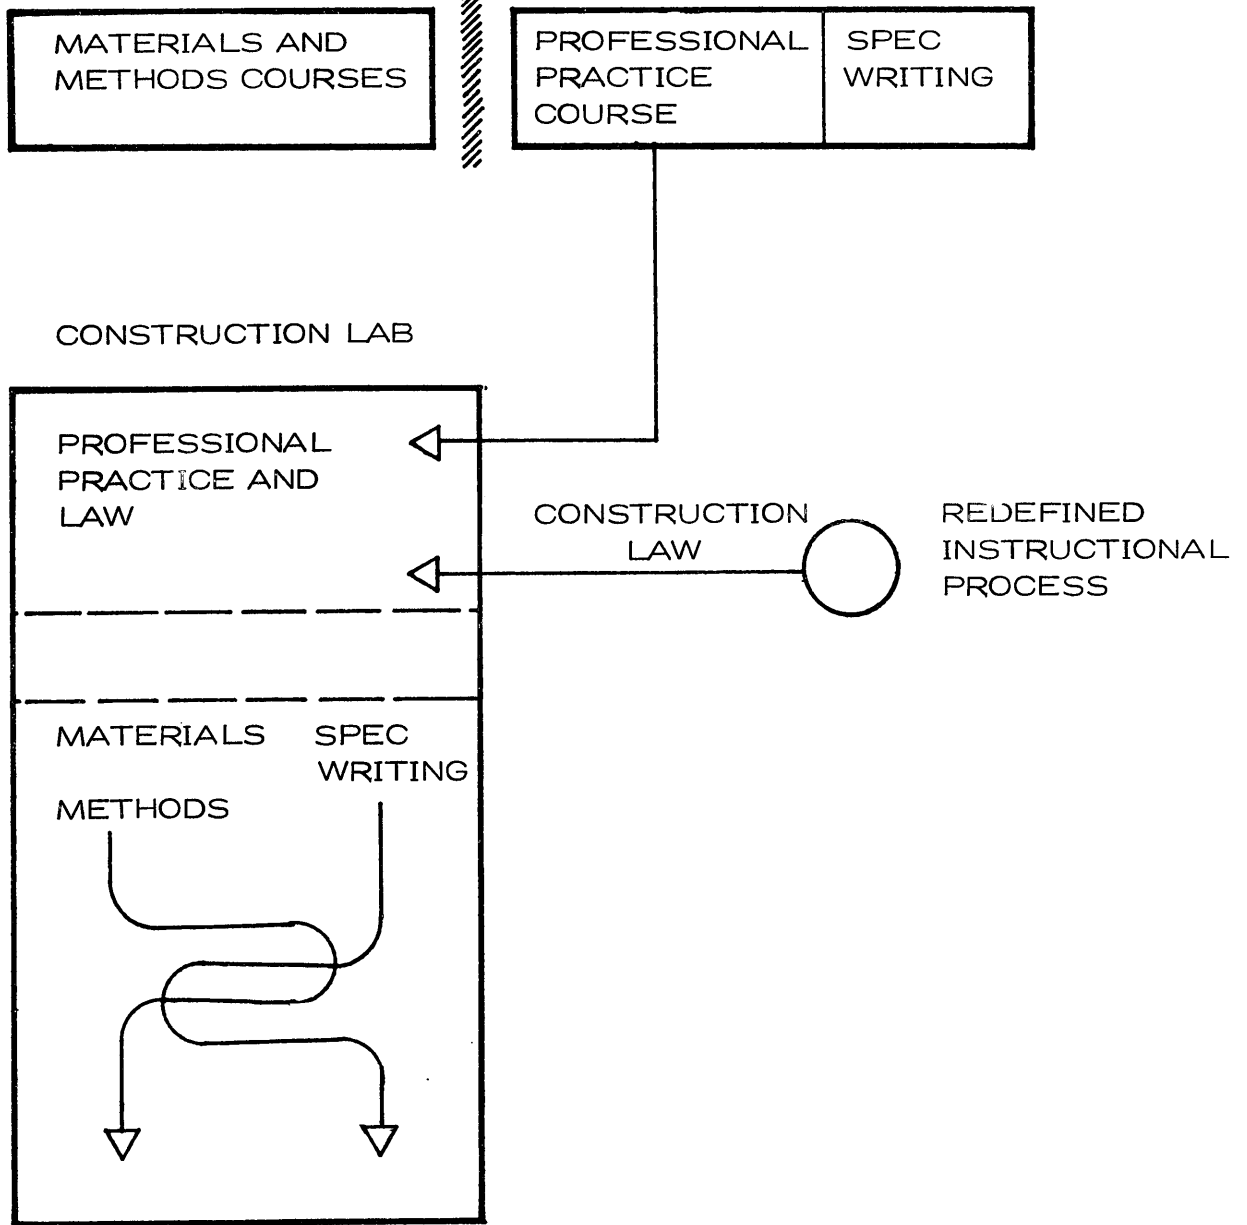 MATERIALS AND
METHODS COURSES
PROFESSIONAL
PRACTICE
COURSE
SPEC
WRITING
CONSTRUCTION LAB
PROFESSIONAL
PRACTICE AND
LAW
CONSTRUCTION
LAW
REDEFINED
INSTRUCTIONAL
PROCESS
MATERIALS
METHODS
SPEC
WRITING